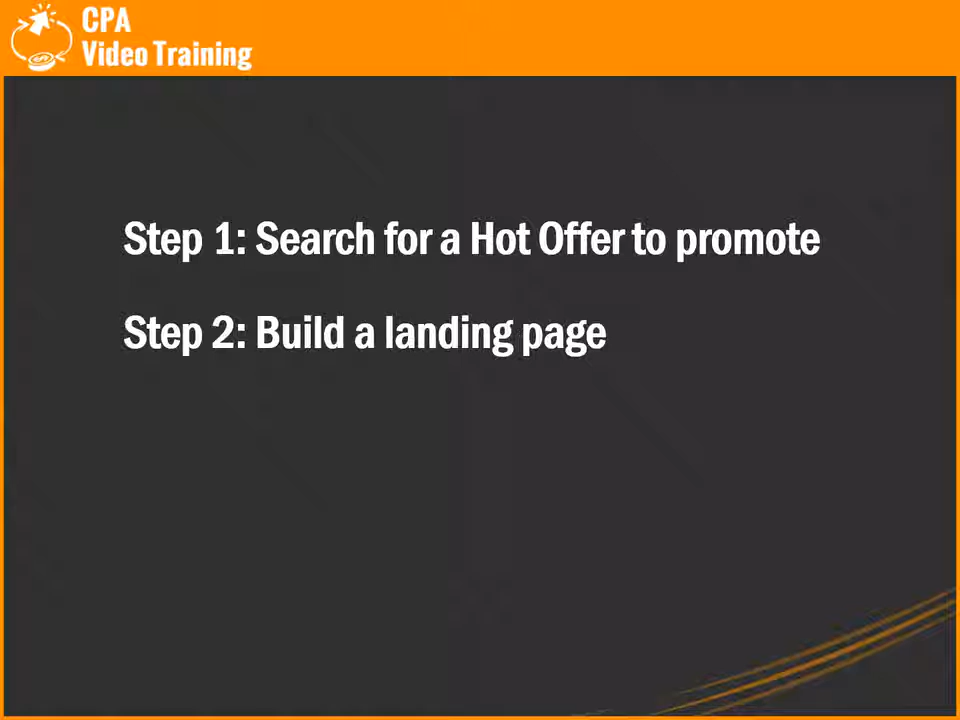 CPA
Video Training
Step 1: Search for a Hot Offer to promote
Step 2: Build a landing page